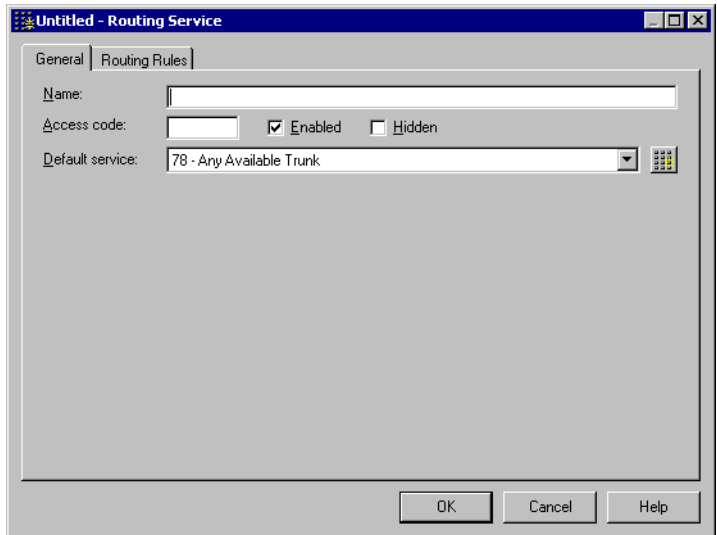 Untitled - Routing Service
General Routing Rules
Name:
Access code: Enabled Hidden
Default service: 78 - Any Available Trunk
OK Cancel Help